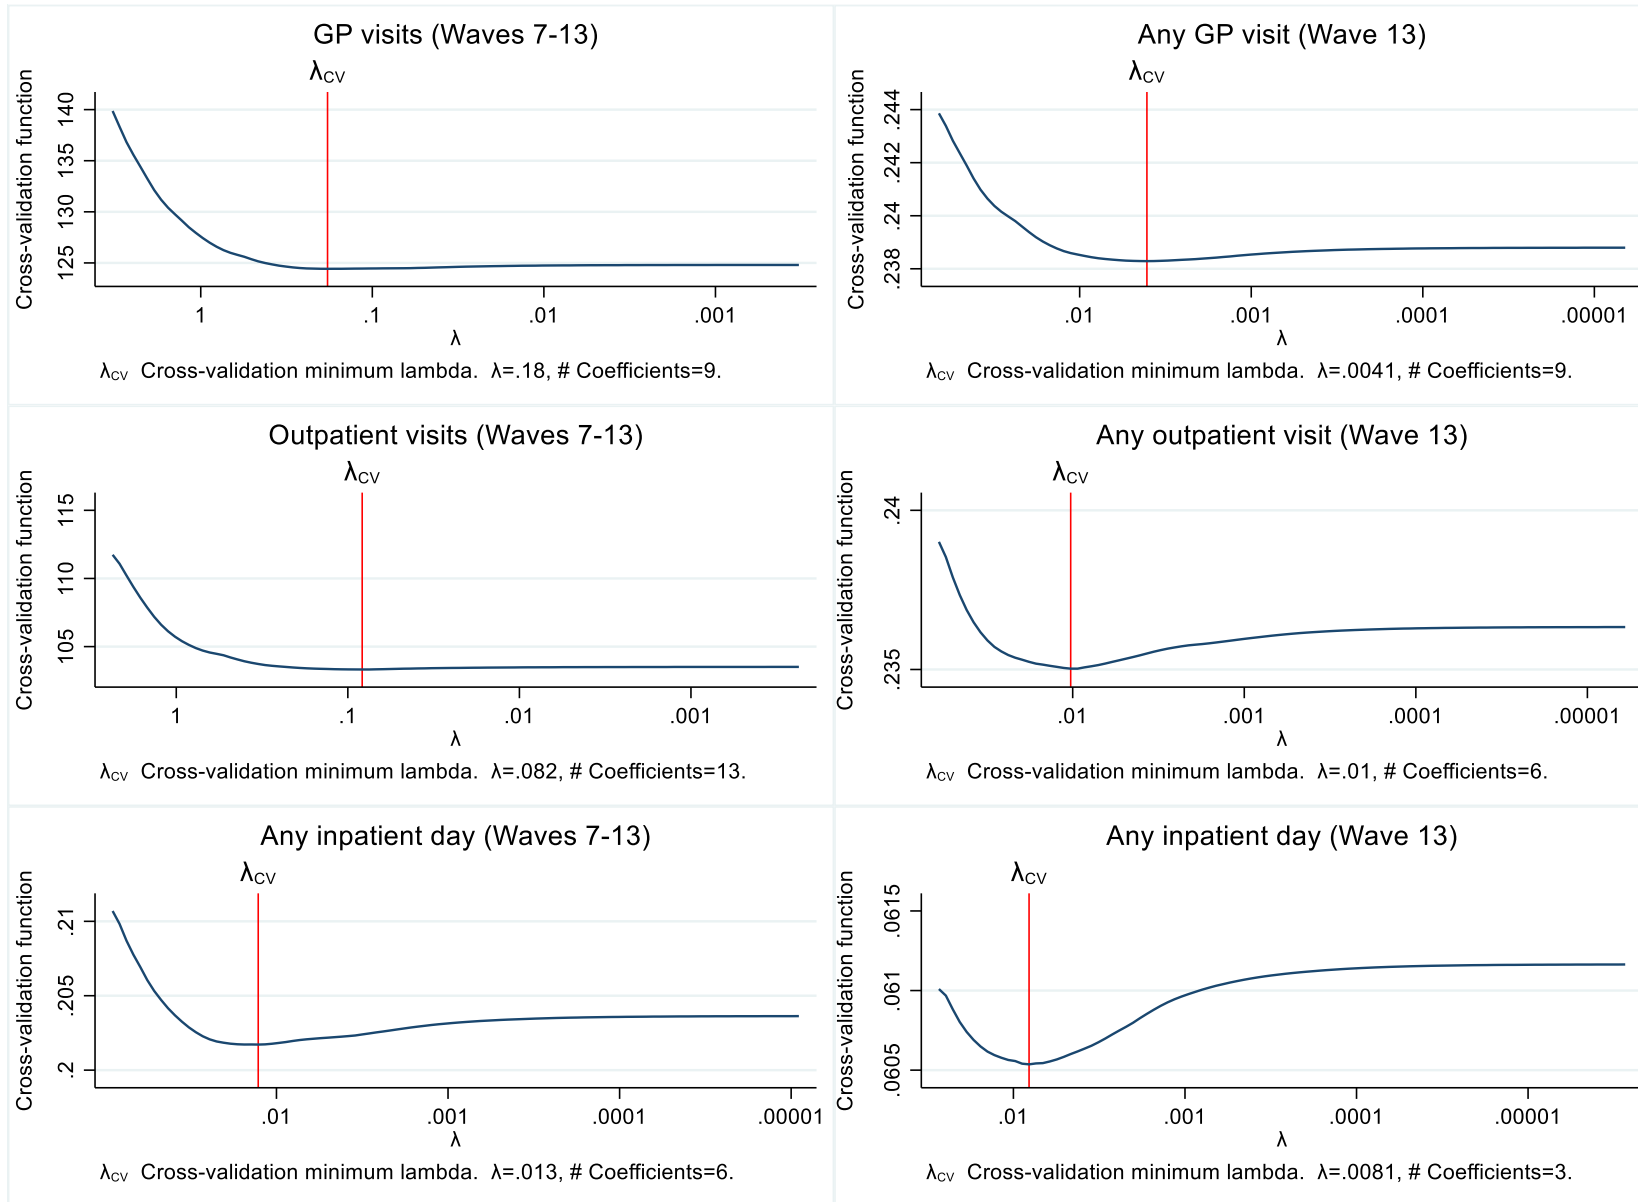 GP visits (Waves 7-13)
λCV
Cross-validation function
140
135
130
125
1 .1 .01 .001
λ
λCV Cross-validation minimum lambda. λ=.18, # Coefficients=9.
Any GP visit (Wave 13)
λCV
Cross-validation function
.244
.242
.24
.238
.01 .001 .0001 .00001
λ
λCV Cross-validation minimum lambda. λ=.0041, # Coefficients=9.
Outpatient visits (Waves 7-13)
λCV
Cross-validation function
115
110
105
1 .1 .01 .001
λ
λCV Cross-validation minimum lambda. λ=.082, # Coefficients=13.
Any outpatient visit (Wave 13)
λCV
Cross-validation function
.24
.235
.01 .001 .0001 .00001
λ
λCV Cross-validation minimum lambda. λ=.01, # Coefficients=6.
Any inpatient day (Waves 7-13)
λCV
Cross-validation function
.21
.205
.2
.01 .001 .0001 .00001
λ
λCV Cross-validation minimum lambda. λ=.013, # Coefficients=6.
Any inpatient day (Wave 13)
λCV
Cross-validation function
.0615
.061
.0605
.01 .001 .0001 .00001
λ
λCV Cross-validation minimum lambda. λ=.0081, # Coefficients=3.